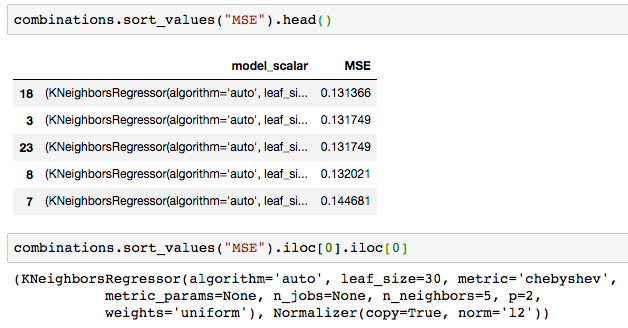 combinations.sort_values("MSE").head()
model_scalar MSE
18 (KNeighborsRegressor(algorithm='auto', leaf_si... 0.131366
3 (KNeighborsRegressor(algorithm='auto', leaf_si... 0.131749
23 (KNeighborsRegressor(algorithm='auto', leaf_si... 0.131749
8 (KNeighborsRegressor(algorithm='auto', leaf_si... 0.132021
7 (KNeighborsRegressor(algorithm='auto', leaf_si... 0.144681
combinations.sort_values("MSE").iloc[0].iloc[0]
(KNeighborsRegressor(algorithm='auto', leaf_size=30, metric='chebyshev',
metric_params=None, n_jobs=None, n_neighbors=5, p=2,
weights='uniform'), Normalizer(copy=True, norm='l2'))